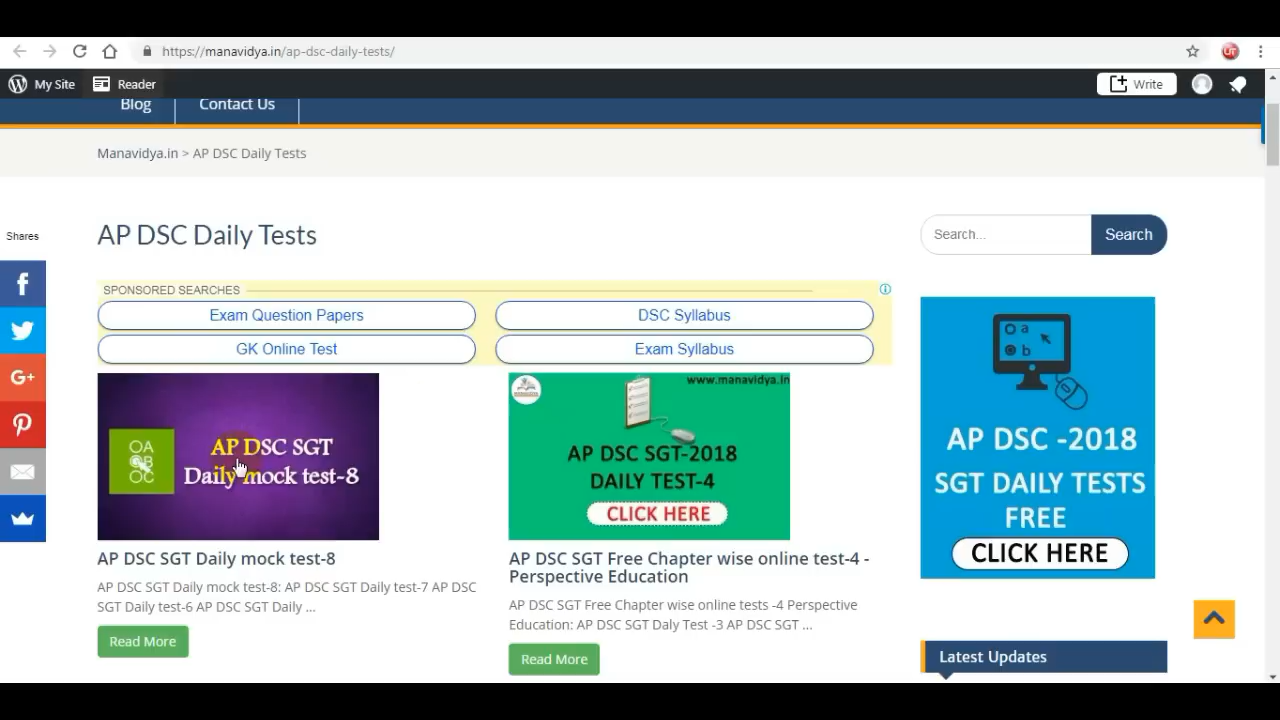 https://manavidya.in/ap-dsc-daily-tests/
My Site
Reader
Write
Blog
Contact Us
Manavidya.in > AP DSC Daily Tests
Shares
AP DSC Daily Tests
Search...
Search
SPONSORED SEARCHES
Exam Question Papers
DSC Syllabus
GK Online Test
Exam Syllabus
OA
OB
OC
AP DSC SGT
Daily mock test-8
AP DSC SGT Daily mock test-8
AP DSC SGT Daily mock test-8: AP DSC SGT Daily test-7 AP DSC
SGT Daily test-6 AP DSC SGT Daily ...
Read More
www.manavidya.in
AP DSC SGT-2018
DAILY TEST-4
CLICK HERE
AP DSC SGT Free Chapter wise online test-4 -
Perspective Education
AP DSC SGT Free Chapter wise online tests -4 Perspective
Education: AP DSC SGT Daly Test -3 AP DSC SGT ...
Read More
a
b
AP DSC -2018
SGT DAILY TESTS
FREE
CLICK HERE
Latest Updates